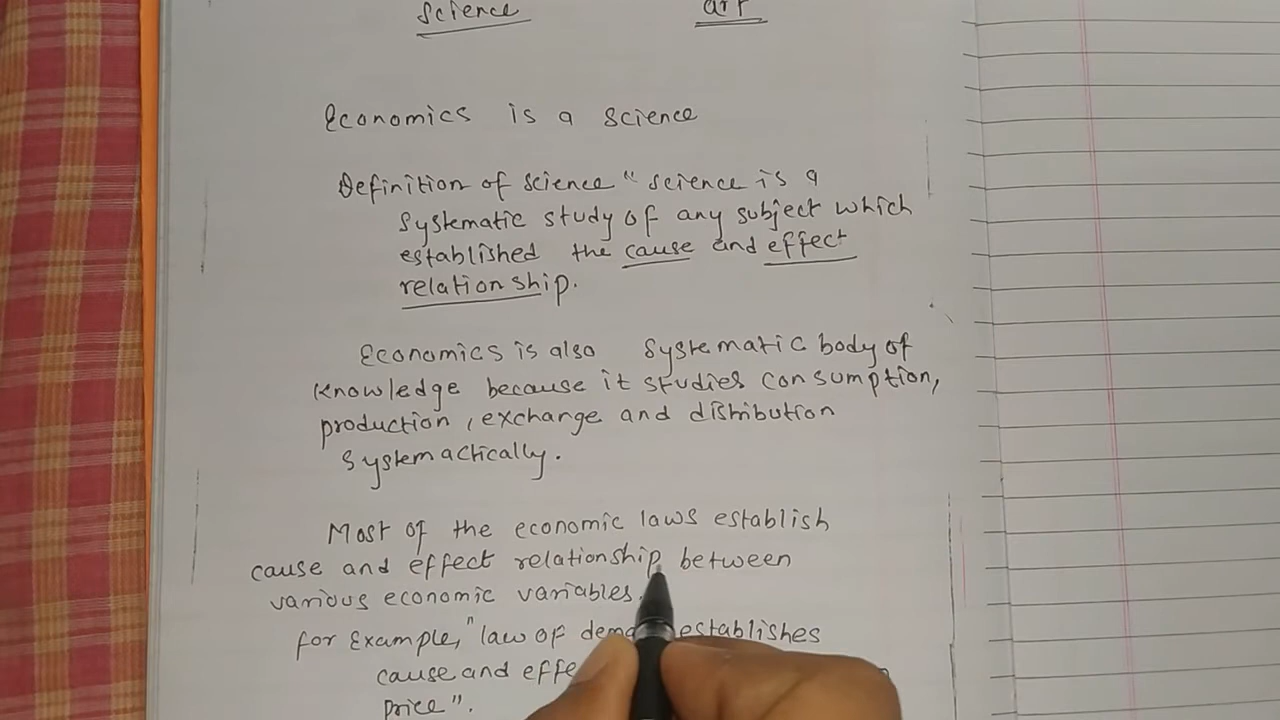 science art
Economics is a science
Definition of science " science is a
systematic study of any subject which
established the cause and effect
relationship.
Economics is also systematic body of
knowledge because it studies consumption,
production, exchange and distribution
systemactically.
Most of the economic laws establish
cause and effect relationship between
various economic variables.
for Example, "law of establishes
cause and
price".